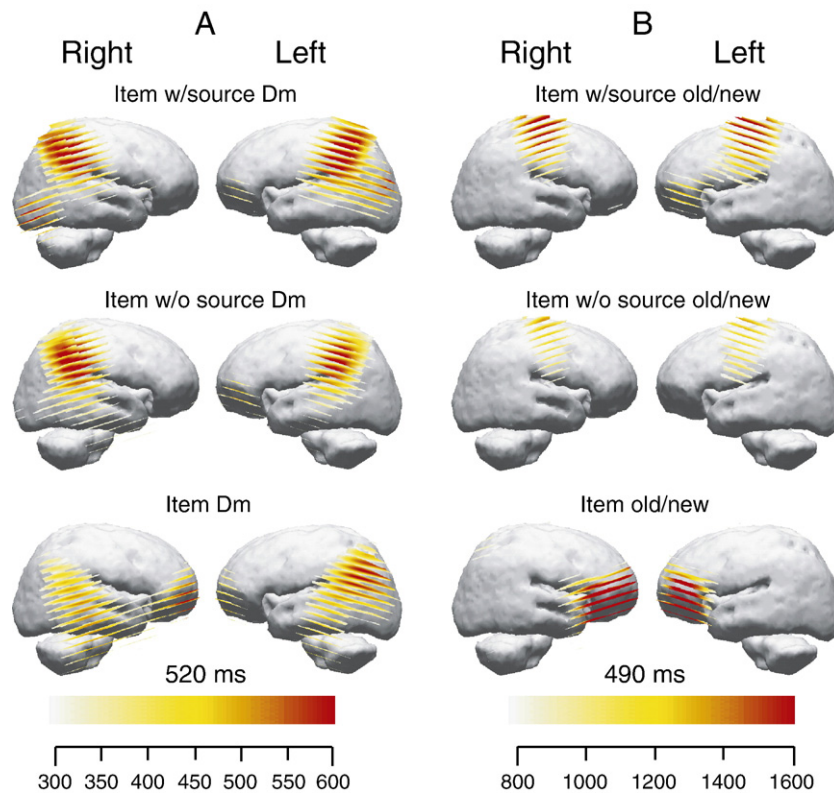 A
Right Left
Item w/source Dm
Item w/o source Dm
Item Dm
520 ms
300 350 400 450 500 550 600
B
Right Left
Item w/source old/new
Item w/o source old/new
Item old/new
490 ms
800 1000 1200 1400 1600